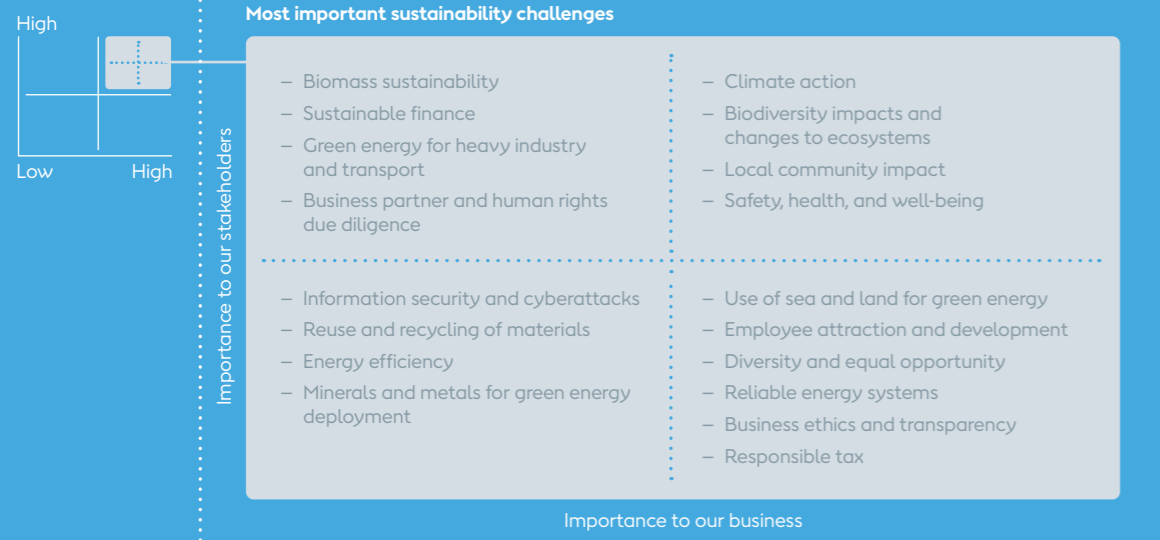 Most important sustainability challenges
High
Low
High
Importance to our stakeholders
– Biomass sustainability
– Sustainable finance
– Green energy for heavy industry
and transport
– Business partner and human rights
due diligence
– Climate action
– Biodiversity impacts and
changes to ecosystems
– Local community impact
– Safety, health, and well-being
– Information security and cyberattacks
– Reuse and recycling of materials
– Energy efficiency
– Minerals and metals for green energy
deployment
– Use of sea and land for green energy
– Employee attraction and development
– Diversity and equal opportunity
– Reliable energy systems
– Business ethics and transparency
– Responsible tax
Importance to our business